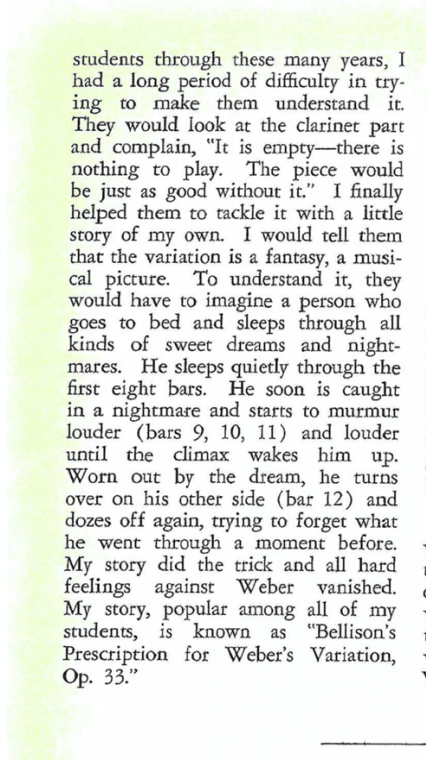 students through these many years, I
had a long period of difficulty in try-
ing to make them understand it.
They would look at the clarinet part
and complain, "It is empty—there is
nothing to play. The piece would
be just as good without it." I finally
helped them to tackle it with a little
story of my own. I would tell them
that the variation is a fantasy, a musi-
cal picture. To understand it, they
would have to imagine a person who
goes to bed and sleeps through all
kinds of sweet dreams and night-
mares. He sleeps quietly through the
first eight bars. He soon is caught
in a nightmare and starts to murmur
louder (bars 9, 10, 11) and louder
until the climax wakes him up.
Worn out by the dream, he turns
over on his other side (bar 12) and
dozes off again, trying to forget what
he went through a moment before.
My story did the trick and all hard
feelings against Weber vanished.
My story, popular among all of my
students, is known as "Bellison's
Prescription for Weber's Variation,
Op. 33."